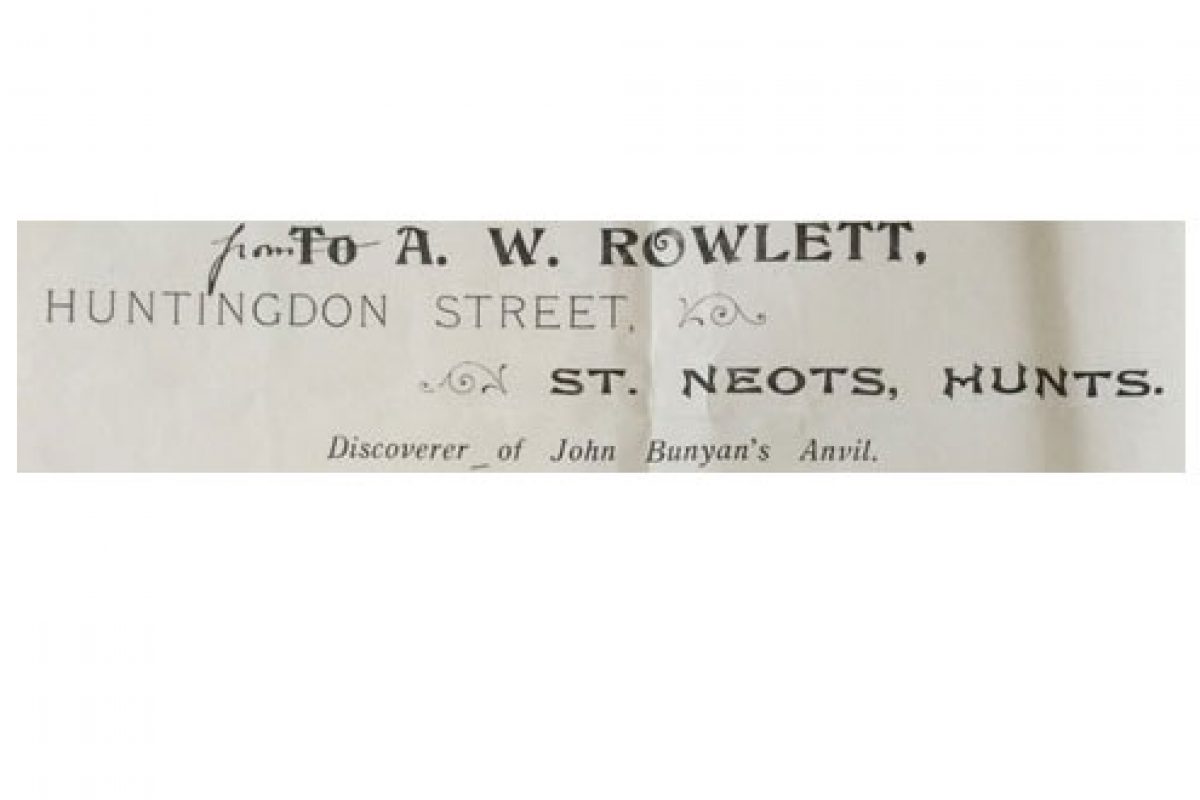 from To A. W. ROWLETT,
HUNTINGDON STREET,
ST. NEOTS, HUNTS.
Discoverer of John Bunyan's Anvil.